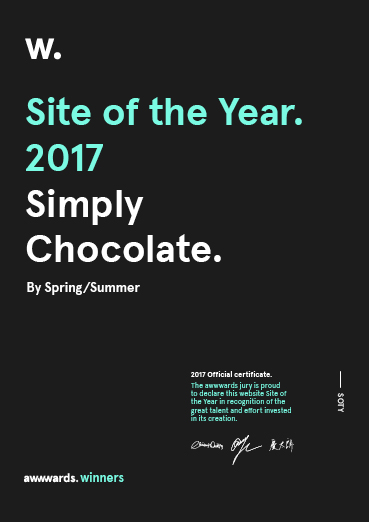 w.
Site of the Year.
2017
Simply
Chocolate.
By Spring/Summer
2017 Official certificate.
The awwwards jury is proud
to declare this website Site of
the Year in recognition of the
great talent and effort invested
in its creation.
SOTY
awwwards.winners